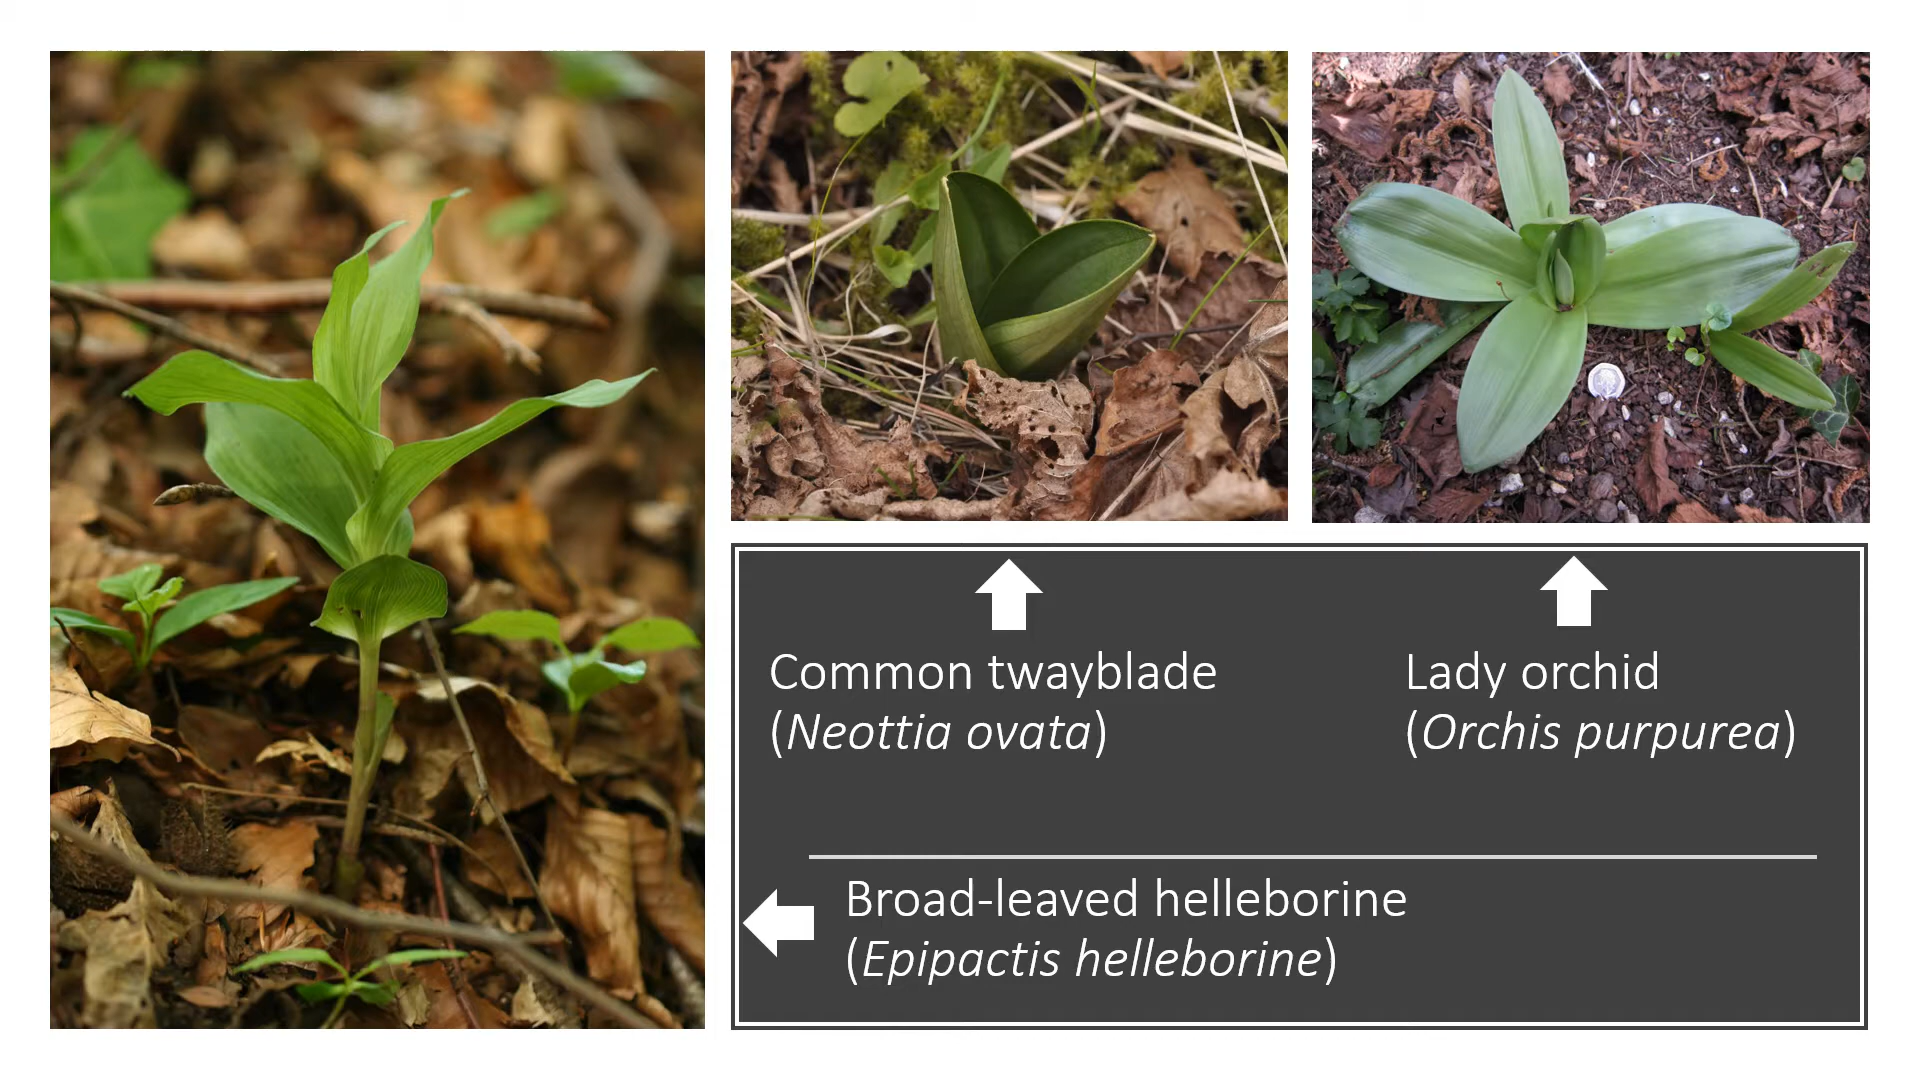 Common twayblade
(Neottia ovata)
Lady orchid
(Orchis purpurea)
Broad-leaved helleborine
(Epipactis helleborine)